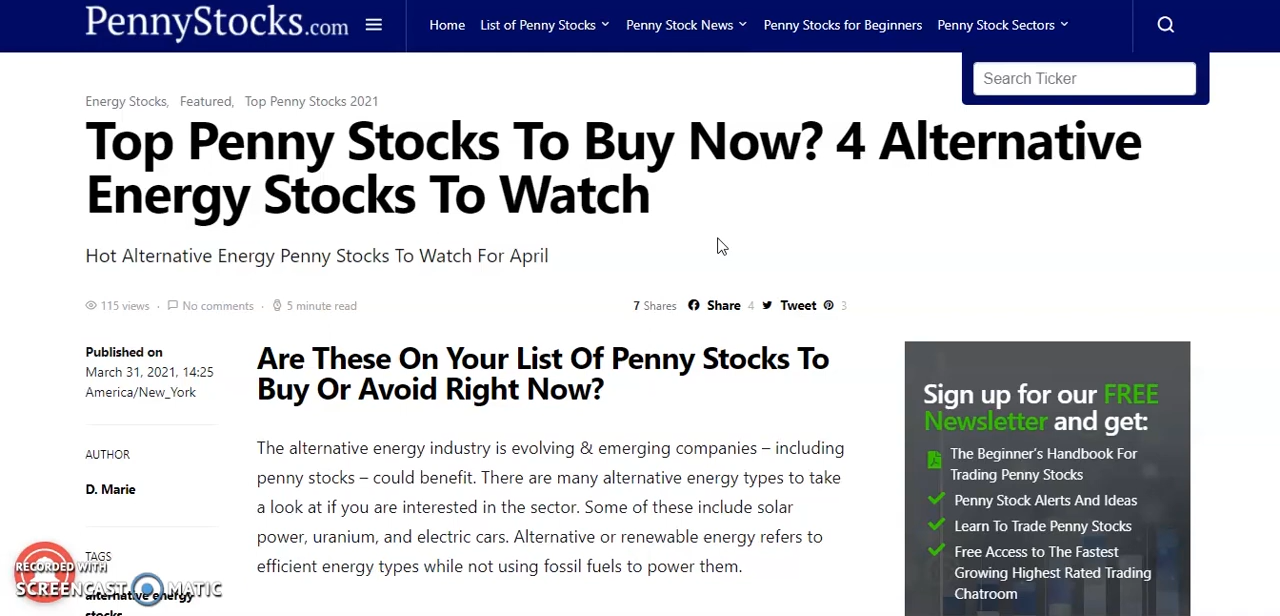 PennyStocks.com
Home List of Penny Stocks Penny Stock News Penny Stocks for Beginners Penny Stock Sectors
Search Ticker
Energy Stocks, Featured, Top Penny Stocks 2021
Top Penny Stocks To Buy Now? 4 Alternative
Energy Stocks To Watch
Hot Alternative Energy Penny Stocks To Watch For April
115 views · No comments · 5 minute read
7 Shares Share 4 Tweet 3
Published on
March 31, 2021, 14:25
America/New_York
AUTHOR
D. Marie
TAGS
alternative energy
stocks
Are These On Your List Of Penny Stocks To
Buy Or Avoid Right Now?
The alternative energy industry is evolving & emerging companies – including
penny stocks – could benefit. There are many alternative energy types to take
a look at if you are interested in the sector. Some of these include solar
power, uranium, and electric cars. Alternative or renewable energy refers to
efficient energy types while not using fossil fuels to power them.
Sign up for our FREE
Newsletter and get:
The Beginner's Handbook For
Trading Penny Stocks
Penny Stock Alerts And Ideas
Learn To Trade Penny Stocks
Free Access to The Fastest
Growing Highest Rated Trading
Chatroom
RECORDED WITH
SCREENCAST MATIC